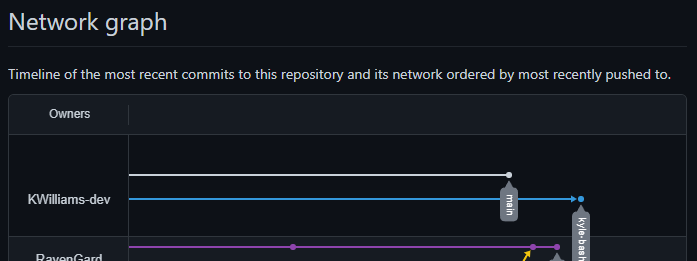 Network graph
Timeline of the most recent commits to this repository and its network ordered by most recently pushed to.
Owners
KWilliams-dev
main
kyle-bash
RavenGard